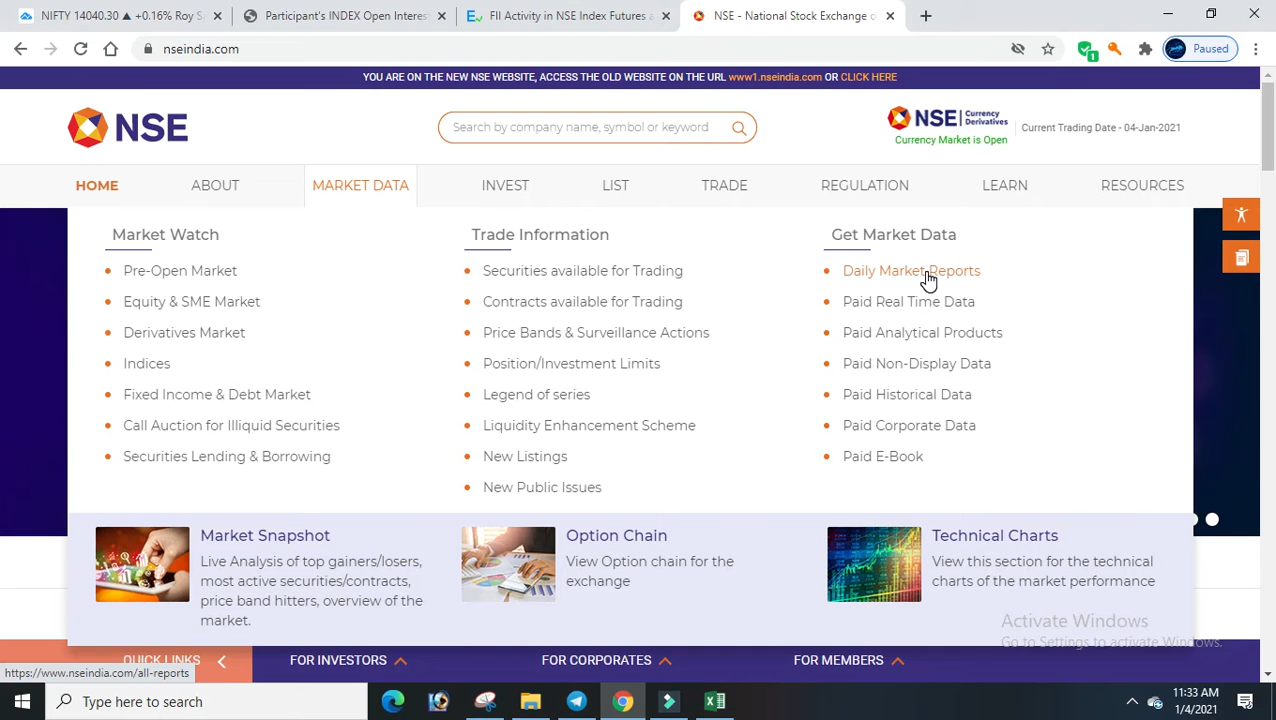 NIFTY 14040.30 ▲ +0.16% Roy S
Participant's INDEX Open Interes
FII Activity in NSE Index Futures a
NSE - National Stock Exchange o
nseindia.com
Paused
YOU ARE ON THE NEW NSE WEBSITE, ACCESS THE OLD WEBSITE ON THE URL www1.nseindia.com OR CLICK HERE
NSE
Search by company name, symbol or keyword
NSE Currency Derivatives
Currency Market is Open
Current Trading Date - 04-Jan-2021
HOME ABOUT MARKET DATA INVEST LIST TRADE REGULATION LEARN RESOURCES
Market Watch
Pre-Open Market
Equity & SME Market
Derivatives Market
Indices
Fixed Income & Debt Market
Call Auction for Illiquid Securities
Securities Lending & Borrowing
Trade Information
Securities available for Trading
Contracts available for Trading
Price Bands & Surveillance Actions
Position/Investment Limits
Legend of series
Liquidity Enhancement Scheme
New Listings
New Public Issues
Get Market Data
Daily Market Reports
Paid Real Time Data
Paid Analytical Products
Paid Non-Display Data
Paid Historical Data
Paid Corporate Data
Paid E-Book
Market Snapshot
Live Analysis of top gainers/losers,
most active securities/contracts,
price band hitters, overview of the
market.
Option Chain
View Option chain for the
exchange
Technical Charts
View this section for the technical
charts of the market performance
Activate Windows
Go to Settings to activate Windows.
QUICK LINKS
FOR INVESTORS
FOR CORPORATES
FOR MEMBERS
https://www.nseindia.com/all-reports
Type here to search
11:33 AM
1/4/2021